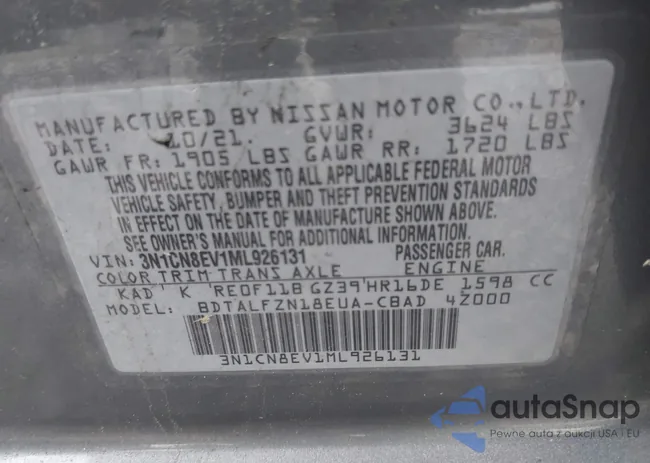 MANUFACTURED BY NISSAN MOTOR CO., LTD.
DATE: 10/21 GVWR: 3624 LBS
GAWR FR: 1905 LBS GAWR RR: 1720 LBS
THIS VEHICLE CONFORMS TO ALL APPLICABLE FEDERAL MOTOR
VEHICLE SAFETY, BUMPER AND THEFT PREVENTION STANDARDS
IN EFFECT ON THE DATE OF MANUFACTURE SHOWN ABOVE.
SEE OWNER'S MANUAL FOR ADDITIONAL INFORMATION.
VIN: 3N1CN8EV1ML926131 PASSENGER CAR.
COLOR TRIM TRANS AXLE ENGINE
KAD K RE0F11B GZ39 HR16DE 1598 CC
MODEL: BDTALFZN18EUA-CBAD 4Z000
3N1CN8EV1ML926131
autaSnap
Pewne auta z aukcji USA i EU